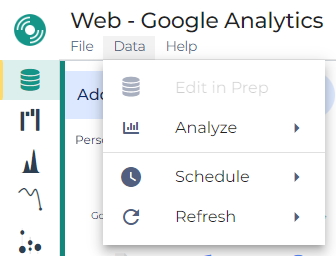 Web - Google Analytics
File Data Help
Edit in Prep
Add
Analyze
Perso
Schedule
Go
Refresh